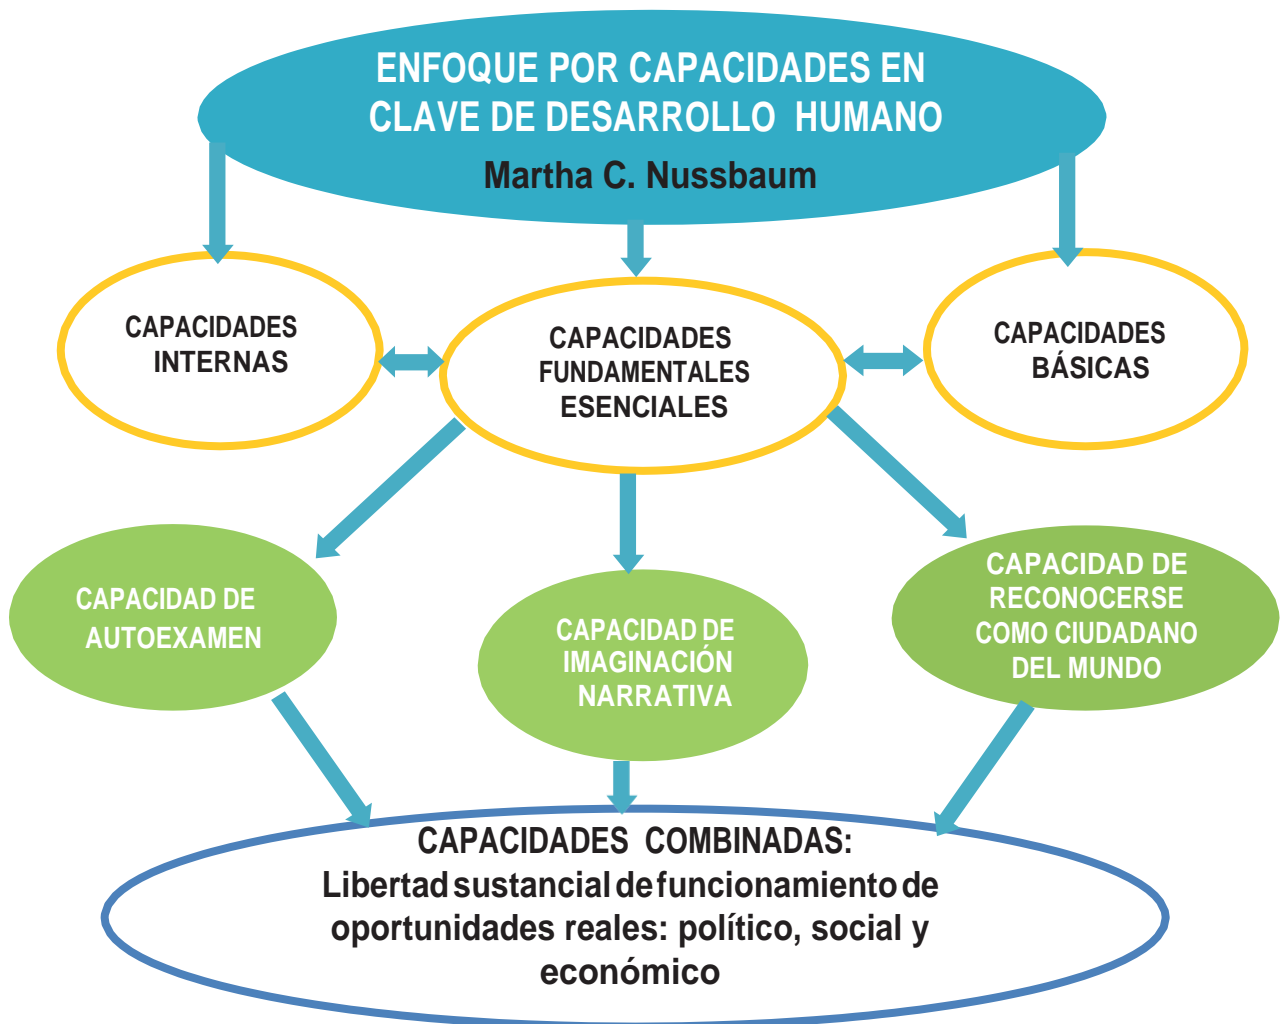 ENFOQUE POR CAPACIDADES EN
CLAVE DE DESARROLLO HUMANO
Martha C. Nussbaum
CAPACIDADES
INTERNAS
CAPACIDADES
FUNDAMENTALES
ESENCIALES
CAPACIDADES
BÁSICAS
CAPACIDAD DE
AUTOEXAMEN
CAPACIDAD DE
IMAGINACIÓN
NARRATIVA
CAPACIDAD DE
RECONOCERSE
COMO CIUDADANO
DEL MUNDO
CAPACIDADES COMBINADAS:
Libertad sustancial de funcionamiento de
oportunidades reales: político, social y
económico